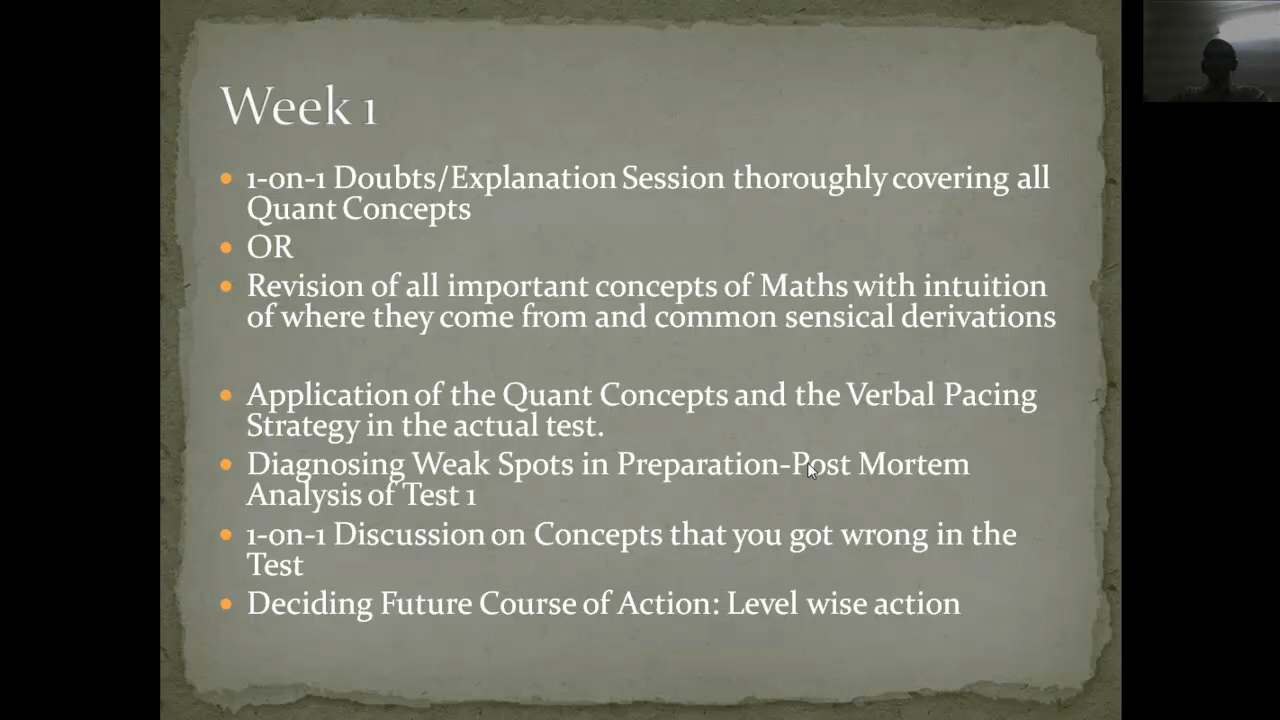 Week 1
1-on-1 Doubts/Explanation Session thoroughly covering all
Quant Concepts
OR
Revision of all important concepts of Maths with intuition
of where they come from and common sensical derivations
Application of the Quant Concepts and the Verbal Pacing
Strategy in the actual test.
Diagnosing Weak Spots in Preparation-Post Mortem
Analysis of Test 1
1-on-1 Discussion on Concepts that you got wrong in the
Test
Deciding Future Course of Action: Level wise action